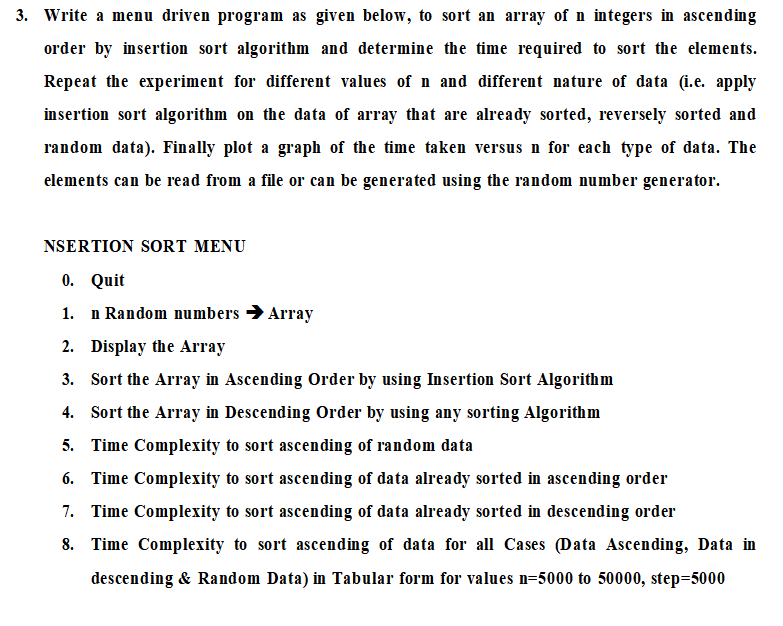 3. Write a menu driven program as given below, to sort an array of n integers in ascending
order by insertion sort algorithm and determine the time required to sort the elements.
Repeat the experiment for different values of n and different nature of data (i.e. apply
insertion sort algorithm on the data of array that are already sorted, reversely sorted and
random data). Finally plot a graph of the time taken versus n for each type of data. The
elements can be read from a file or can be generated using the random number generator.
NSERTION SORT MENU
0. Quit
1. n Random numbers ➔ Array
2. Display the Array
3. Sort the Array in Ascending Order by using Insertion Sort Algorithm
4. Sort the Array in Descending Order by using any sorting Algorithm
5. Time Complexity to sort ascending of random data
6. Time Complexity to sort ascending of data already sorted in ascending order
7. Time Complexity to sort ascending of data already sorted in descending order
8. Time Complexity to sort ascending of data for all Cases (Data Ascending, Data in
descending & Random Data) in Tabular form for values n=5000 to 50000, step=5000